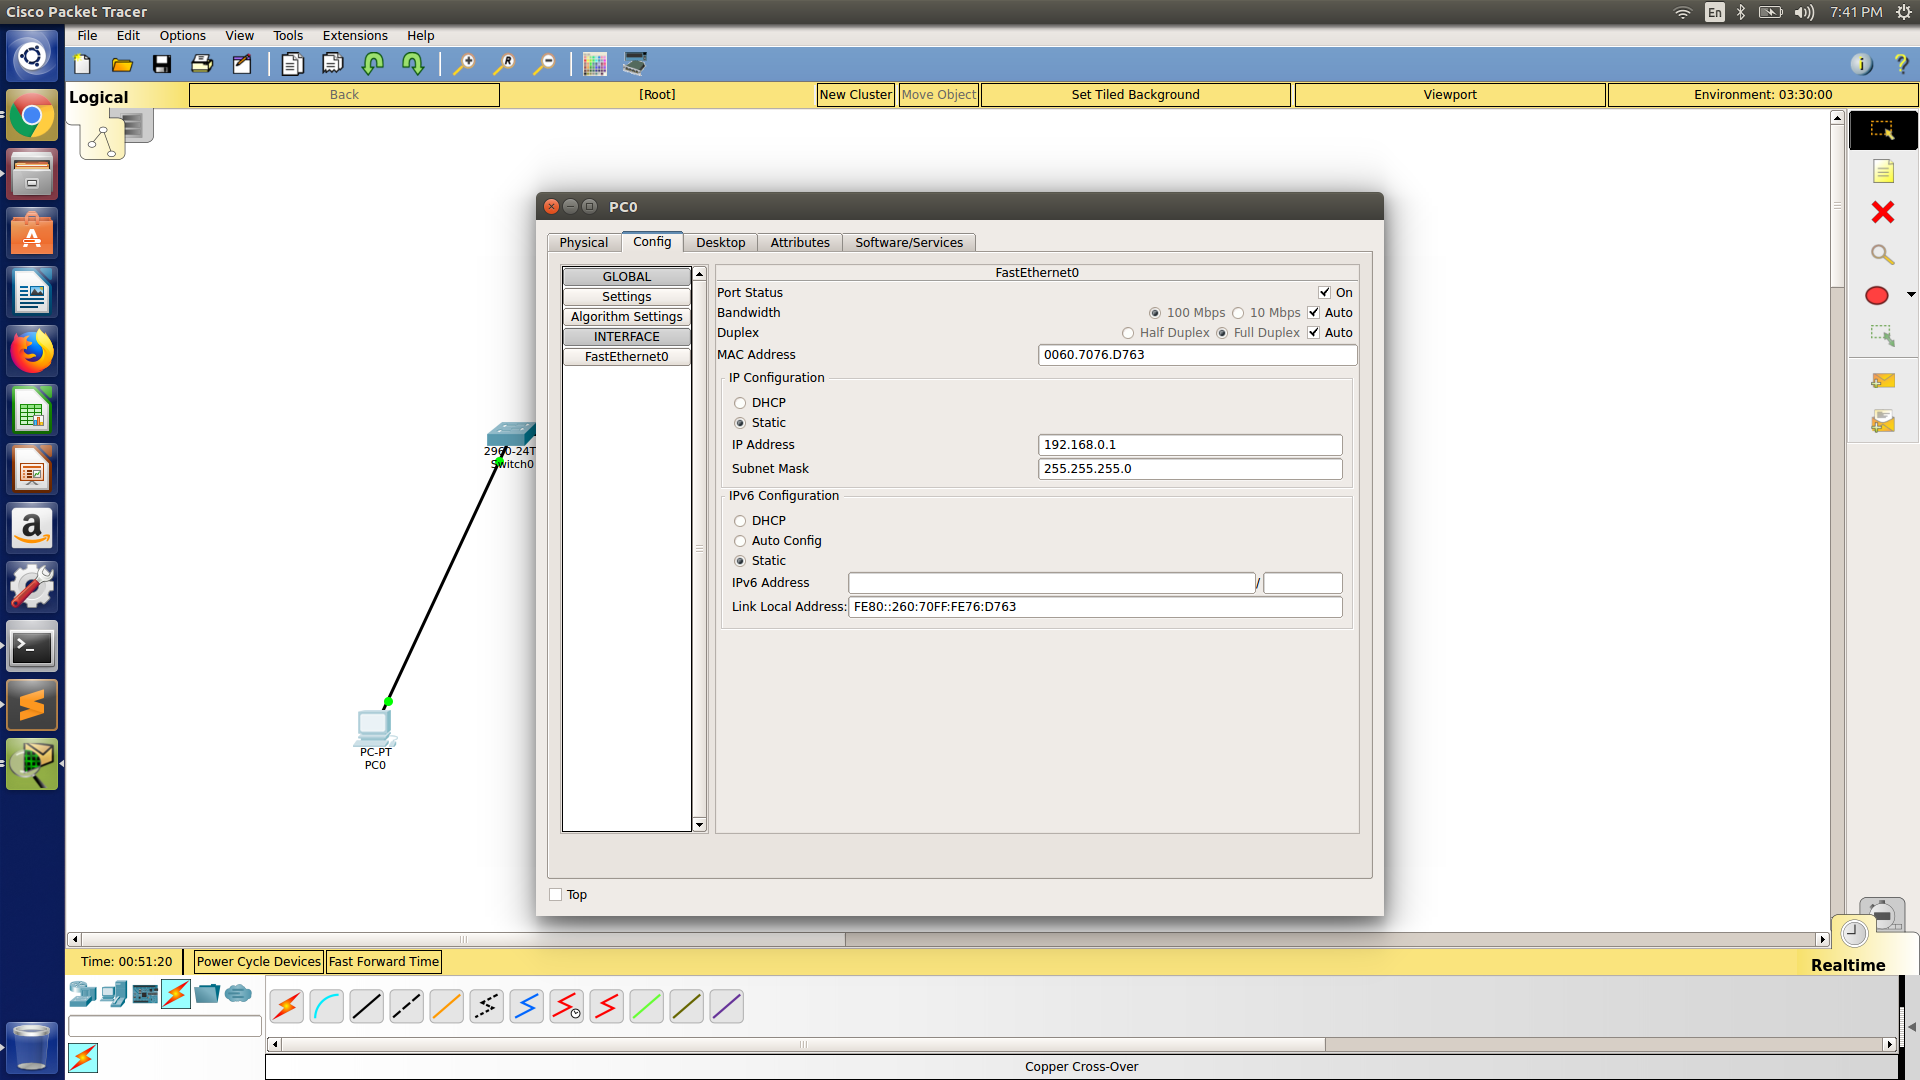 Cisco Packet Tracer
En
7:41 PM
File Edit Options View Tools Extensions Help
Logical
Back
[Root]
New Cluster
Move Object
Set Tiled Background
Viewport
Environment: 03:30:00
PC0
Physical Config Desktop Attributes Software/Services
GLOBAL
Settings
Algorithm Settings
INTERFACE
FastEthernet0
FastEthernet0
Port Status On
Bandwidth 100 Mbps 10 Mbps Auto
Duplex Half Duplex Full Duplex Auto
MAC Address 0060.7076.D763
IP Configuration
DHCP
Static
IP Address 192.168.0.1
Subnet Mask 255.255.255.0
IPv6 Configuration
DHCP
Auto Config
Static
IPv6 Address /
Link Local Address: FE80::260:70FF:FE76:D763
Top
2960-24T
Switch0
PC-PT
PC0
Time: 00:51:20
Power Cycle Devices
Fast Forward Time
Realtime
Copper Cross-Over